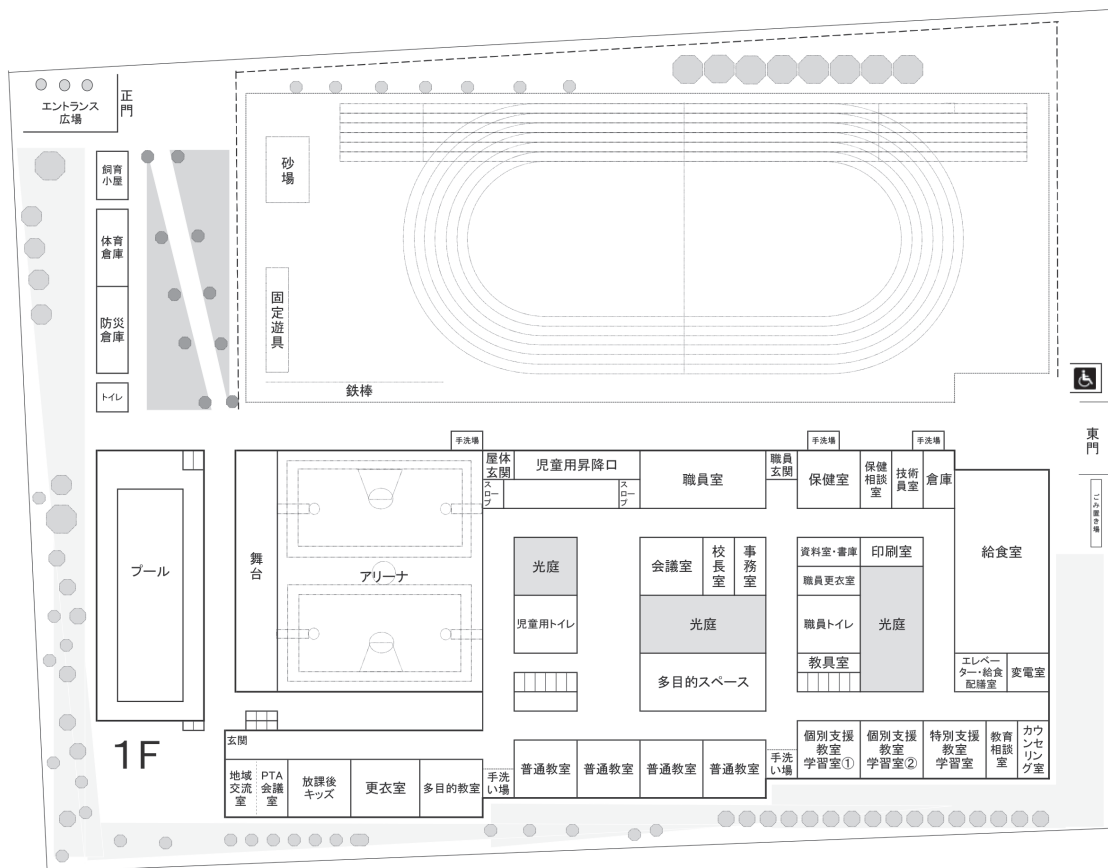 エントランス
広場
正門
飼育
小屋
体育
倉庫
防災
倉庫
トイレ
砂場
固定遊具
鉄棒
東門
ごみ置き場
手洗場
手洗場
手洗場
プール
舞台
アリーナ
屋体
玄関
児童用昇降口
スロープ
スロープ
職員室
職員
玄関
保健室
保健
相談
室
技術
員室
倉庫
給食室
光庭
児童用トイレ
会議室
校長室
事務室
光庭
多目的スペース
資料室・書庫
印刷室
職員更衣室
職員トイレ
光庭
教具室
エレベ
ーター・給食
配膳室
変電室
1F
玄関
地域
交流
室
PTA
会議
室
放課後
キッズ
更衣室
多目的教室
手洗
い場
普通教室
普通教室
普通教室
普通教室
手洗
い場
個別支援
教室
学習室①
個別支援
教室
学習室②
特別支援
教室
学習室
教育
相談
室
カウ
ンセリ
ング室